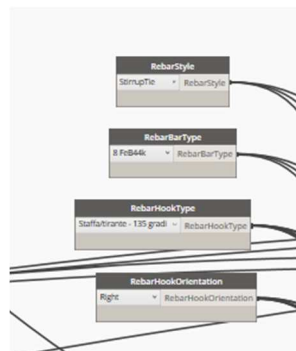 RebarStyle
StirrupTie RebarStyle
RebarBarType
8 FeB44k RebarBarType
RebarHookType
Staffa/tirante - 135 gradi RebarHookType
RebarHookOrientation
Right RebarHookOrientation